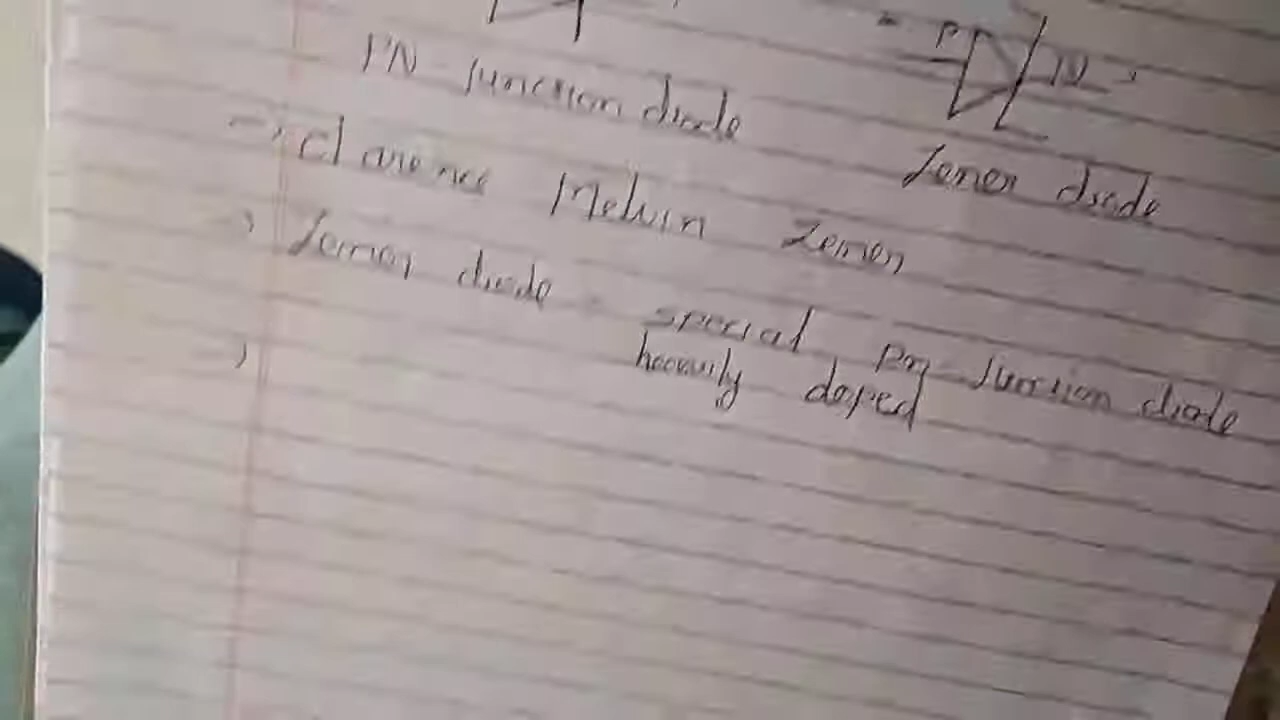 P N
PN Junction diode
Zener diode
→ Clarence Melvin Zener
Zener diode - special pn junction diode
heavily doped